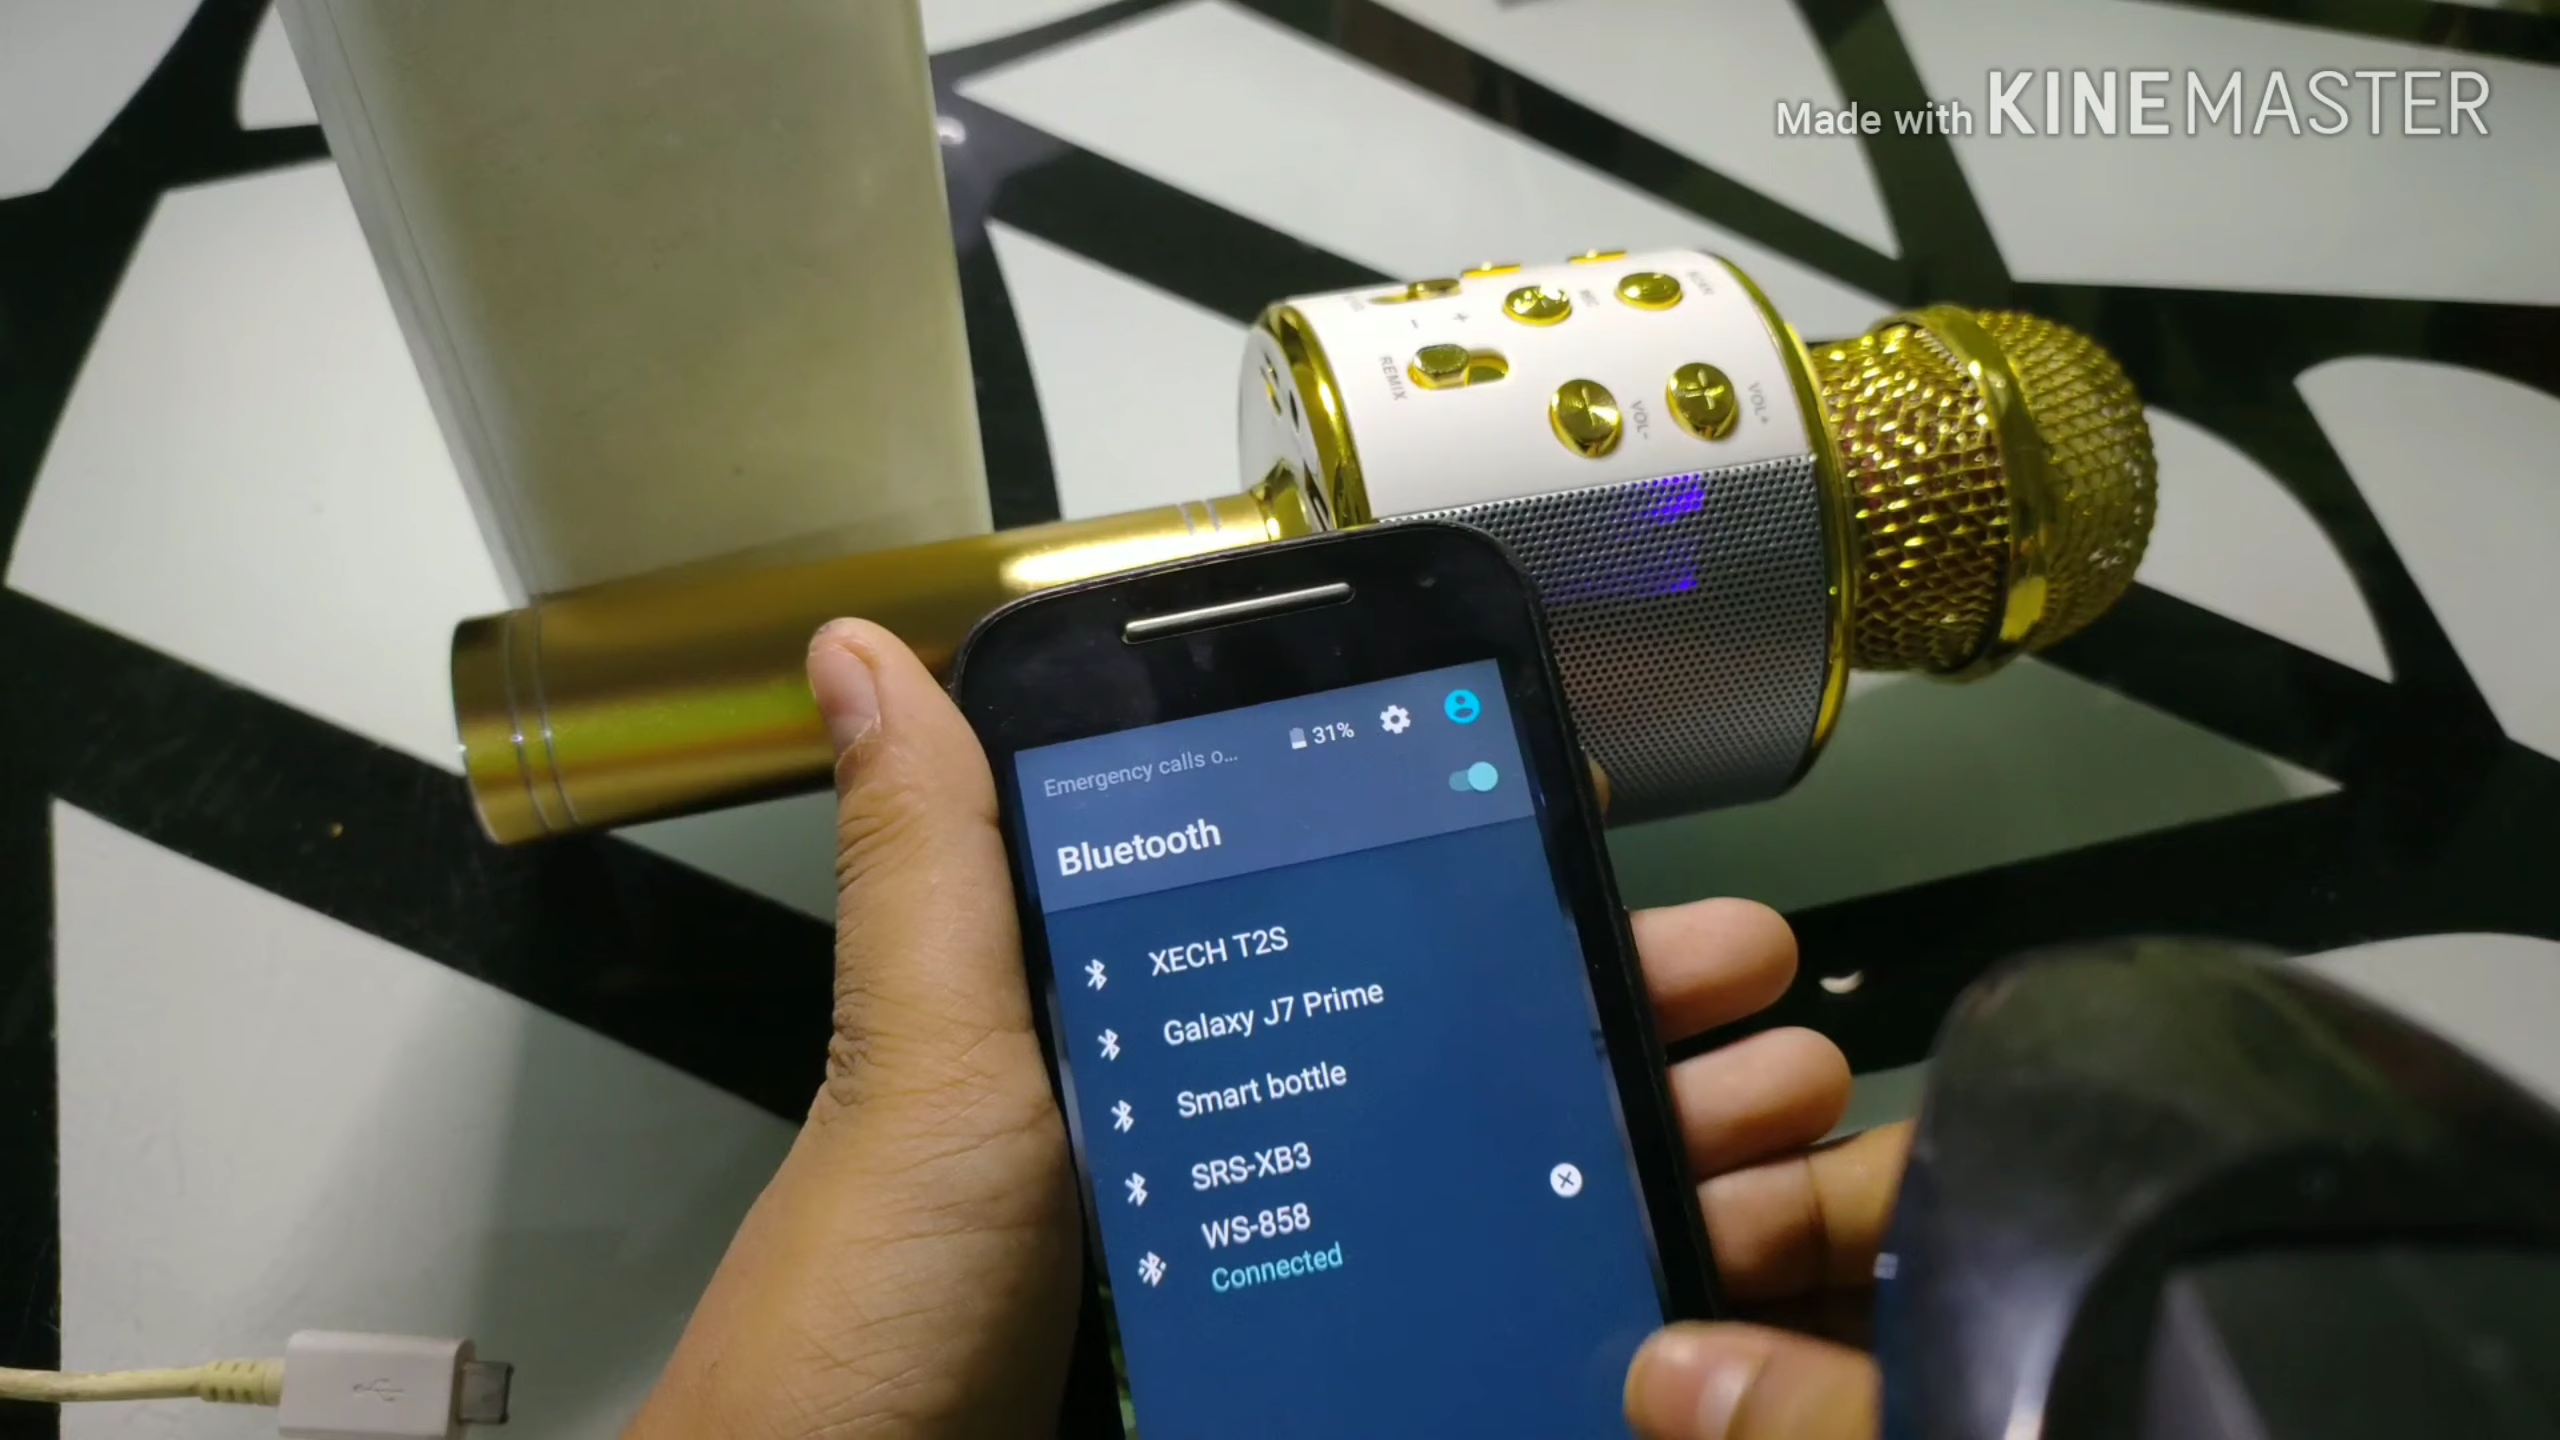 Made with KINEMASTER
REMIX
- +
VOL-
VOL+
Emergency calls o... 31%
Bluetooth
XECH T2S
Galaxy J7 Prime
Smart bottle
SRS-XB3
WS-858
Connected